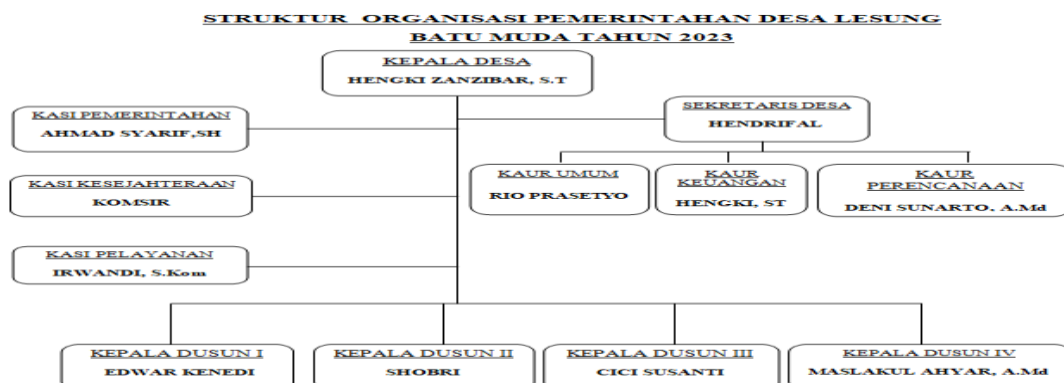 STRUKTUR ORGANISASI PEMERINTAHAN DESA LESUNG
BATU MUDA TAHUN 2023
KEPALA DESA
HENGKI ZANZIBAR, S.T
KASI PEMERINTAHAN
AHMAD SYARIF,SH
SEKRETARIS DESA
HENDRIFAL
KASI KESEJAHTERAAN
KOMSIR
KAUR UMUM
RIO PRASETYO
KAUR
KEUANGAN
HENGKI, ST
KAUR
PERENCANAAN
DENI SUNARTO, A.Md
KASI PELAYANAN
IRWANDI, S.Kom
KEPALA DUSUN I
EDWAR KENEDI
KEPALA DUSUN II
SHOBRI
KEPALA DUSUN III
CICI SUSANTI
KEPALA DUSUN IV
MASLAKUL AHYAR, A.Md